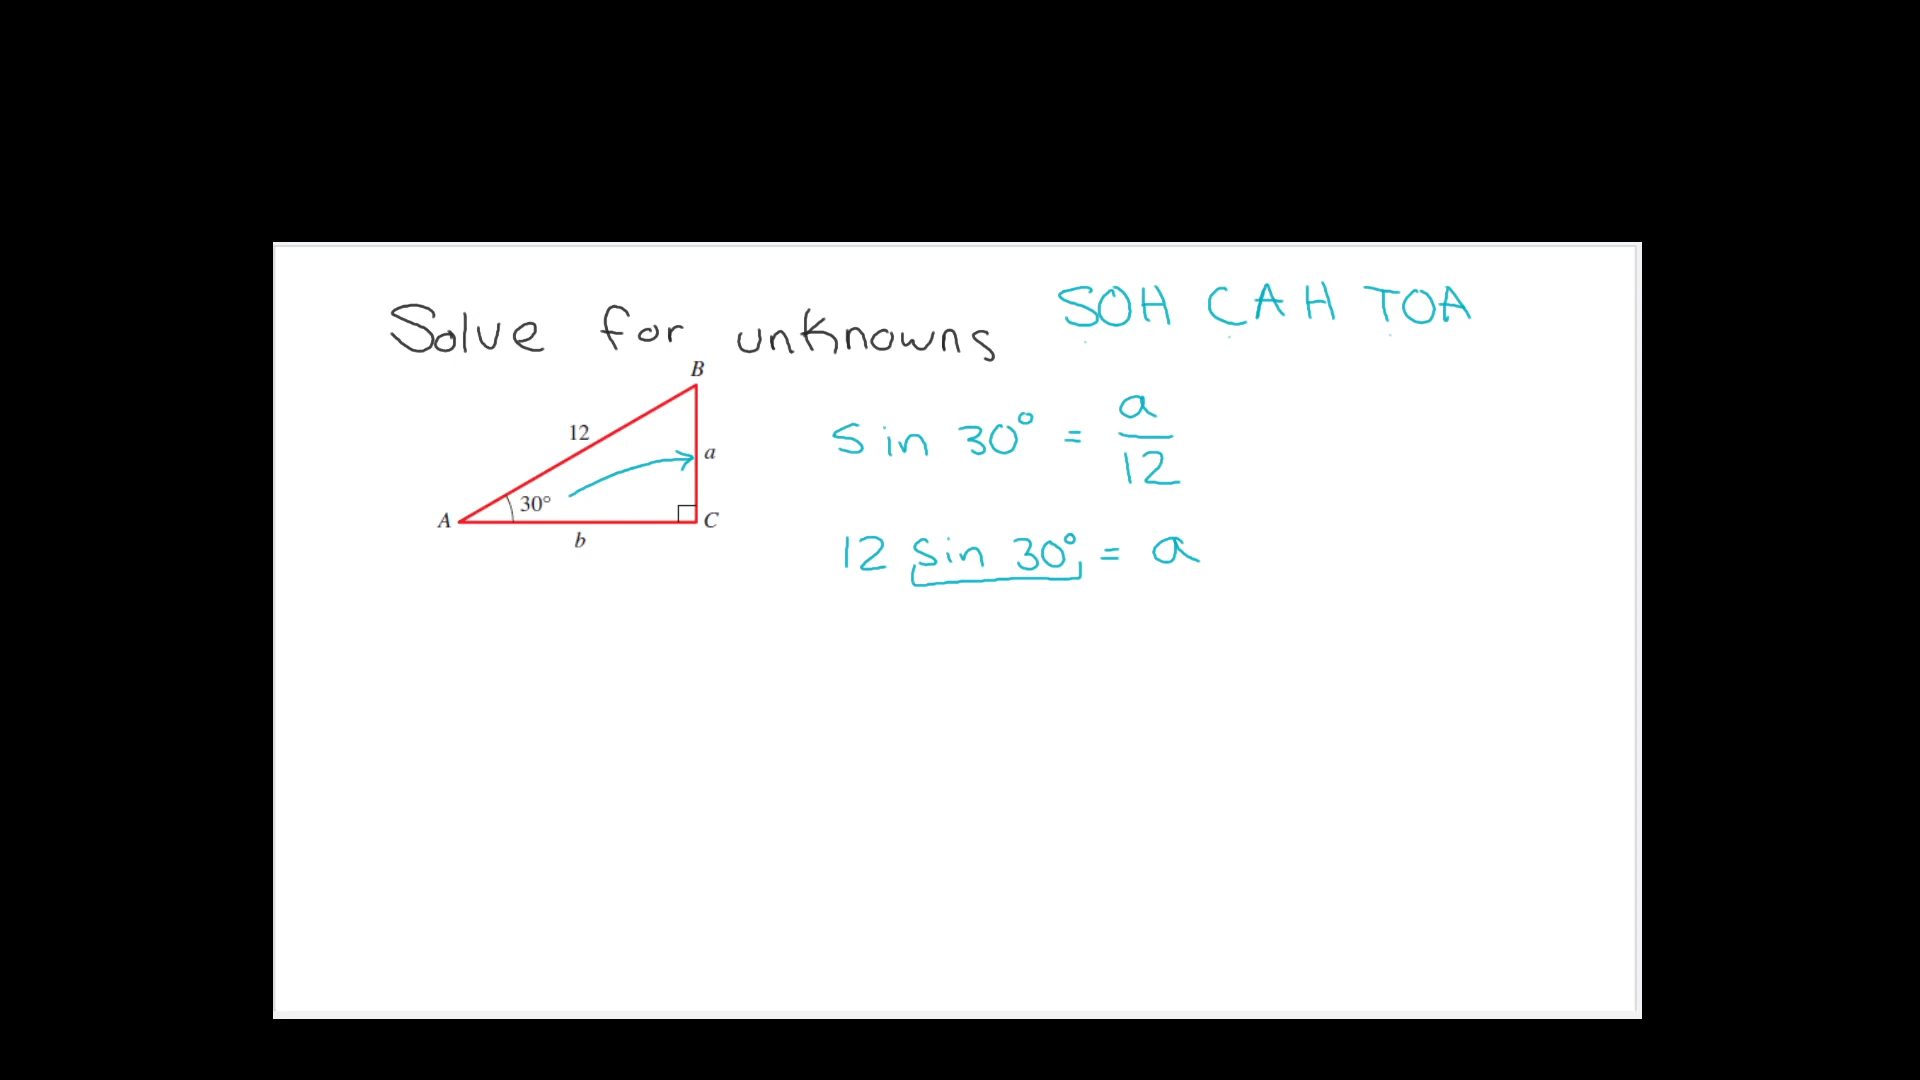 Solve for unknowns
SOH CAH TOA
B
12
a
30°
A
C
b
sin 30° = a/12
12 sin 30° = a